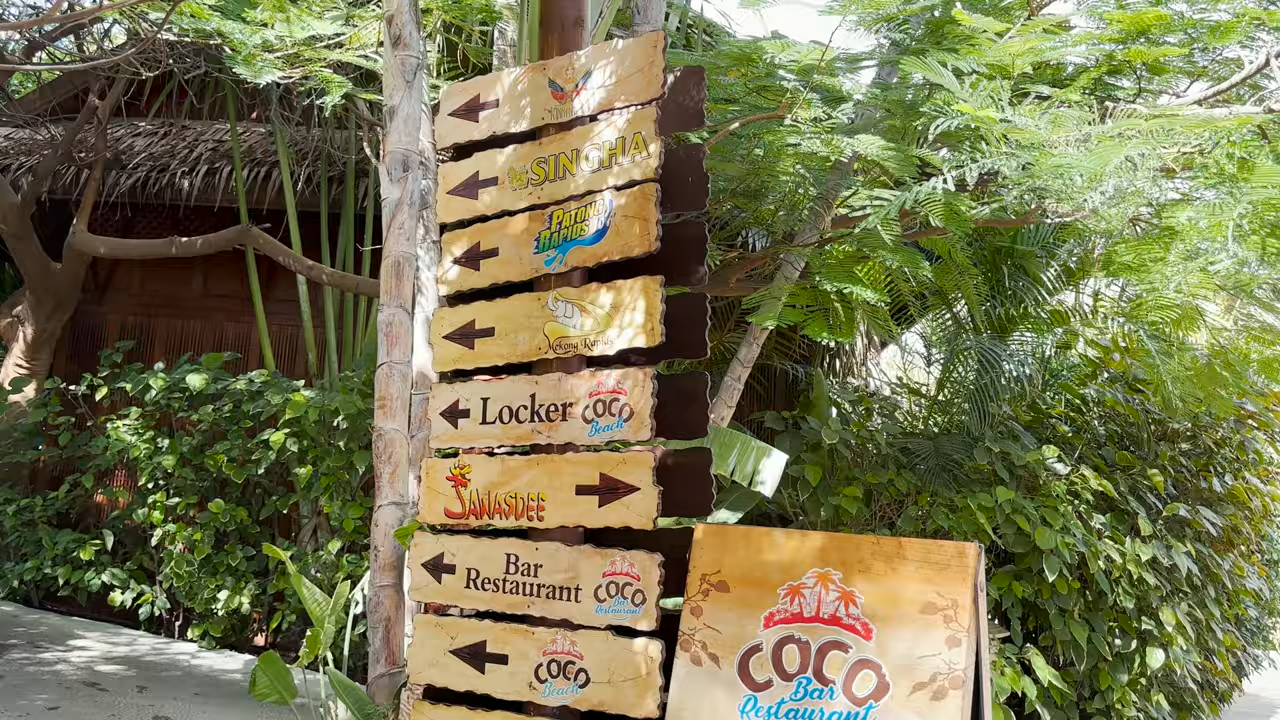 SINGHA
PATONG
RAPIDS
Mekong Rapids
Locker
COCO
Beach
SAWASDEE
Bar
Restaurant
COCO
Bar
Restaurant
COCO
Beach
COCO
Bar
Restaurant